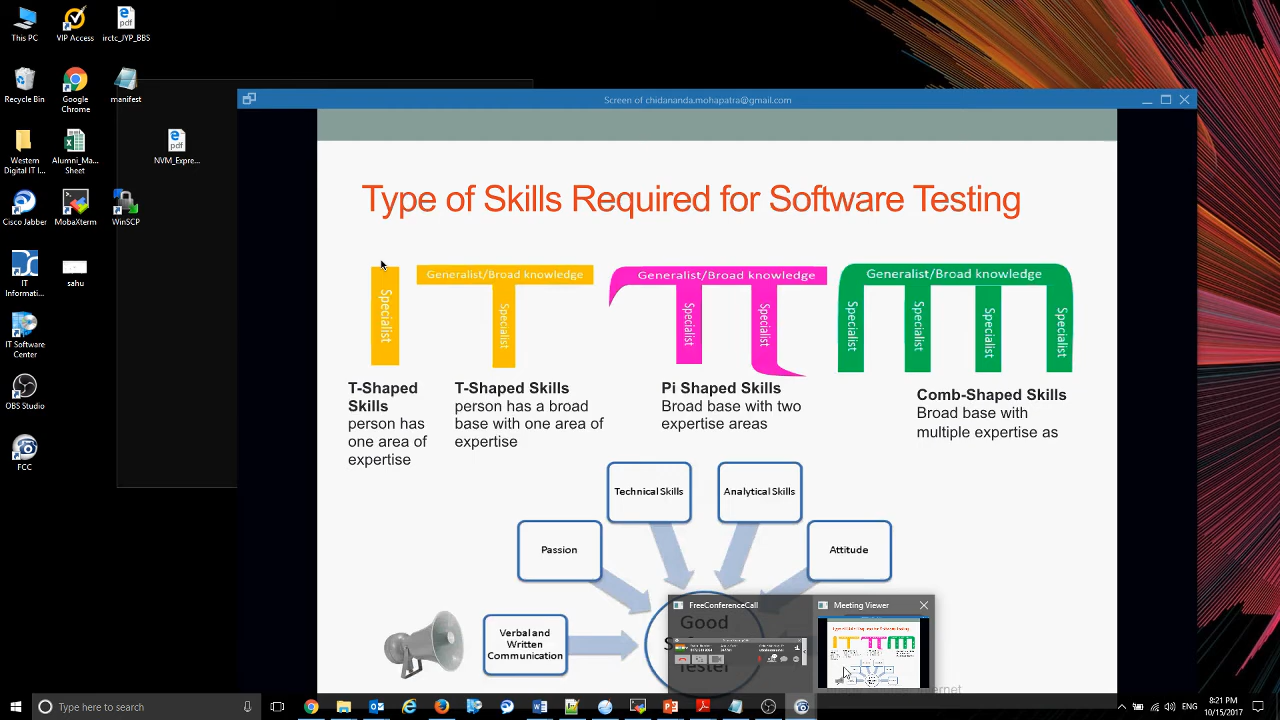 This PC
VIP Access
irctc_JYP_BBS
Recycle Bin
Google
Chrome
manifest
Western
Digital IT I...
Alumni_Ma...
Sheet
NVM_Expre...
Cisco Jabber
MobaXterm
WinSCP
IT
Informati...
sahu
IT Software
Center
OBS Studio
FCC
Screen of chidananda.mohapatra@gmail.com
Type of Skills Required for Software Testing
Specialist
Generalist/Broad knowledge
Specialist
Generalist/Broad knowledge
Specialist
Specialist
Generalist/Broad knowledge
Specialist
Specialist
Specialist
Specialist
T-Shaped
Skills
person has
one area of
expertise
T-Shaped Skills
person has a broad
base with one area of
expertise
Pi Shaped Skills
Broad base with two
expertise areas
Comb-Shaped Skills
Broad base with
multiple expertise as
Technical Skills
Analytical Skills
Passion
Attitude
Verbal and
Written
Communication
Good
Tester
FreeConferenceCall
Meeting Viewer
Type here to search
8:21 PM
10/15/2017